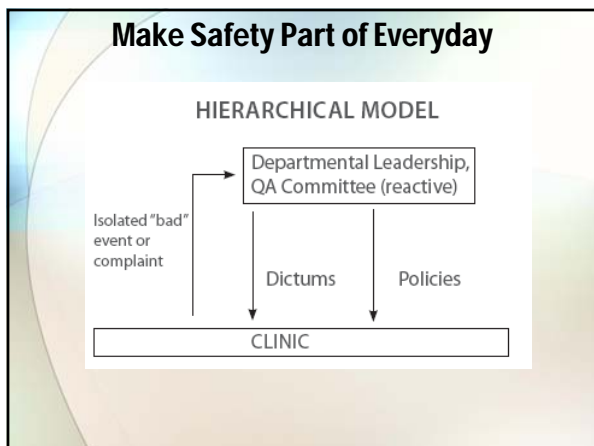 Make Safety Part of Everyday
HIERARCHICAL MODEL
Departmental Leadership,
QA Committee (reactive)
Isolated "bad"
event or
complaint
Dictums
Policies
CLINIC